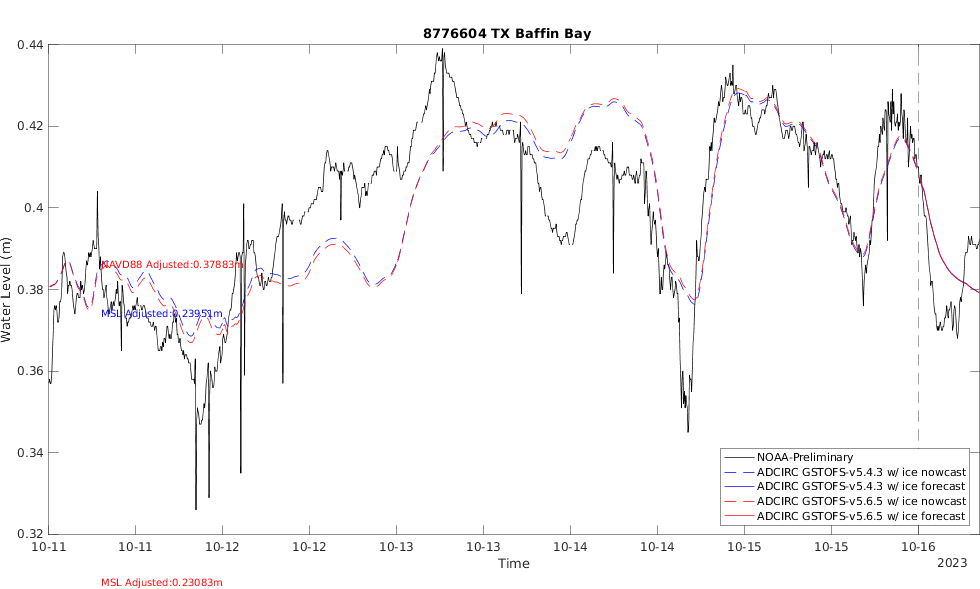 8776604 TX Baffin Bay
Water Level (m)
0.44
0.42
0.4
0.38
0.36
0.34
0.32
NAVD88 Adjusted:0.37883m
MSL Adjusted:0.23951m
NOAA-Preliminary
ADCIRC GSTOFS-v5.4.3 w/ ice nowcast
ADCIRC GSTOFS-v5.4.3 w/ ice forecast
ADCIRC GSTOFS-v5.6.5 w/ ice nowcast
ADCIRC GSTOFS-v5.6.5 w/ ice forecast
10-11 10-11 10-12 10-12 10-13 10-13 10-14 10-14 10-15 10-15 10-16
Time
2023
MSL Adjusted:0.23083m